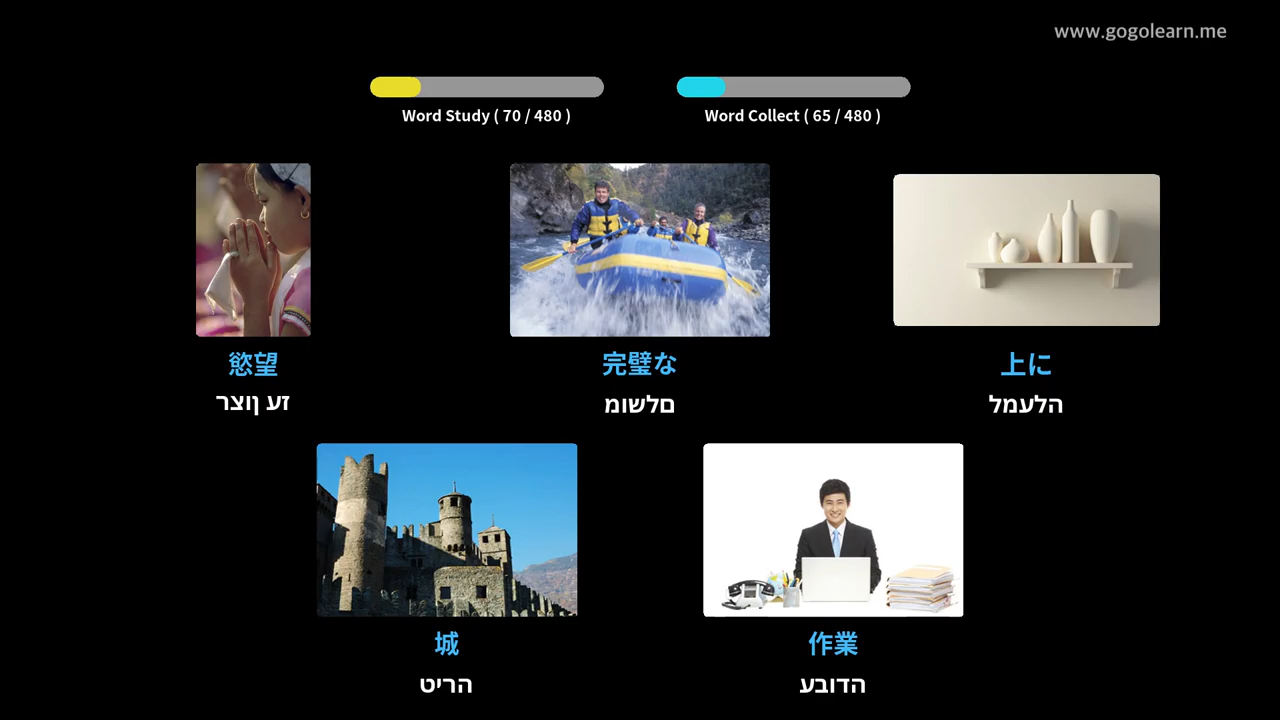 www.gogolearn.me
Word Study ( 70 / 480 )
Word Collect ( 65 / 480 )
慾望
זע ןוצר
完璧な
םלשומ
上に
הלעמל
城
הריט
作業
הדובע